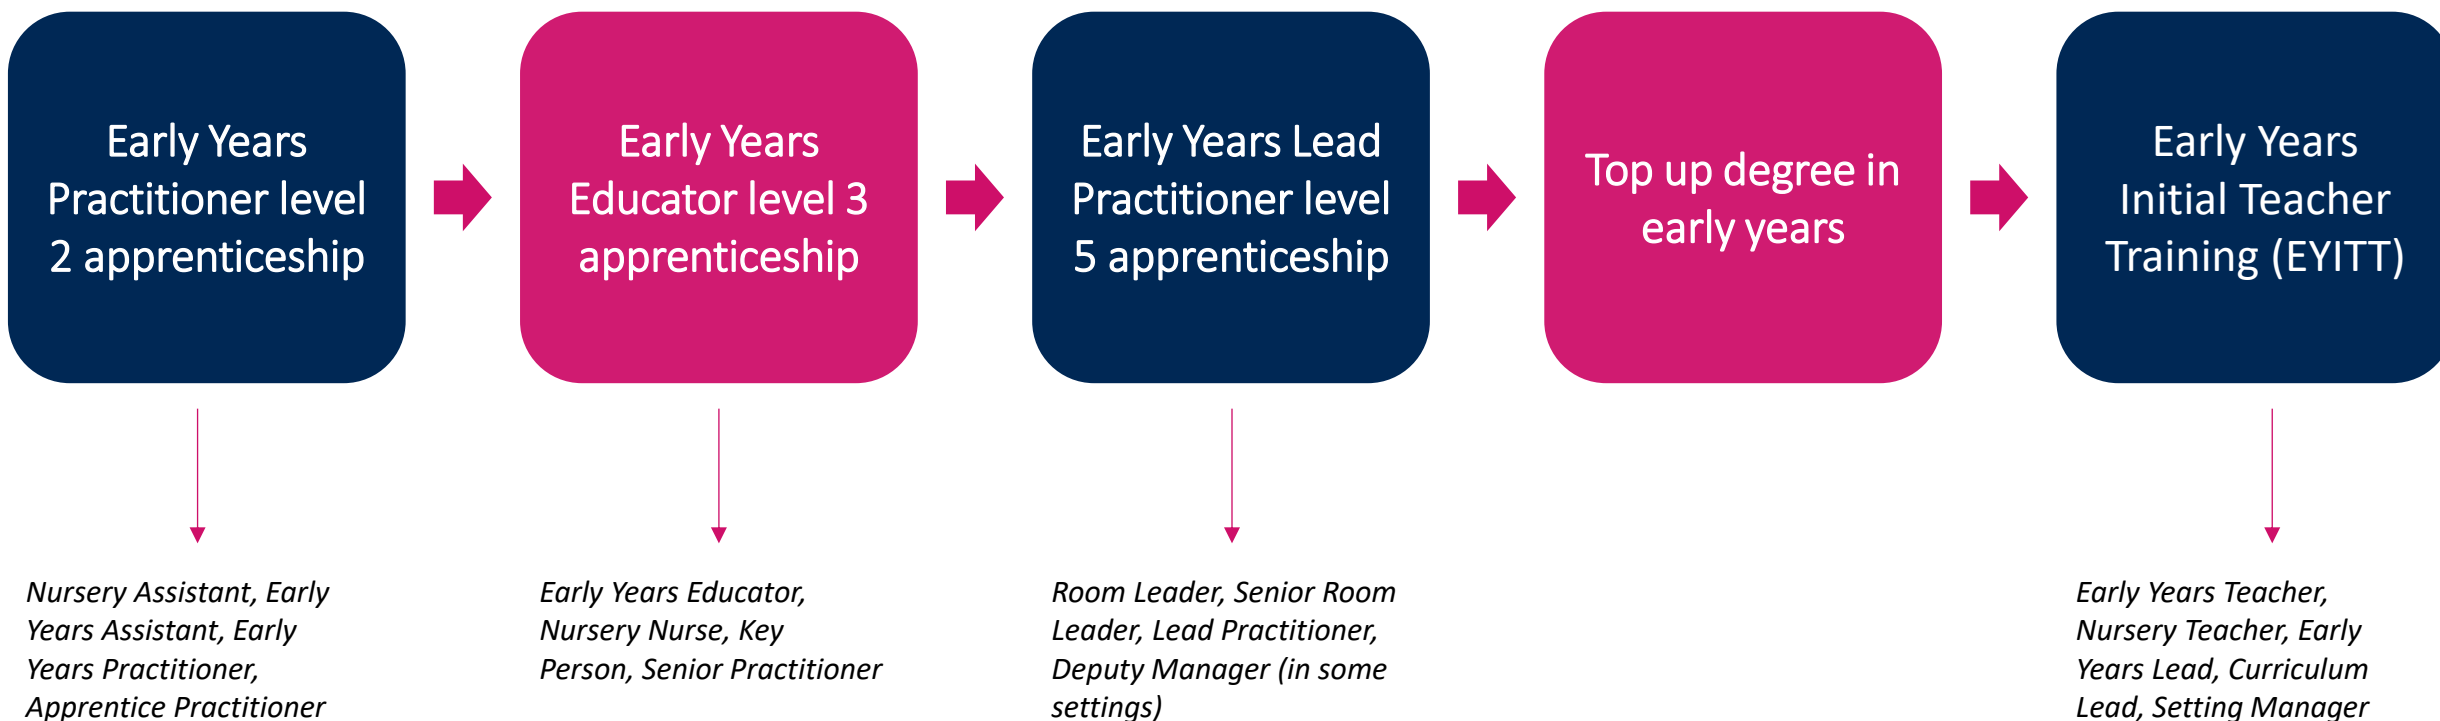 Early Years
Practitioner level
2 apprenticeship
Early Years
Educator level 3
apprenticeship
Early Years Lead
Practitioner level
5 apprenticeship
Top up degree in
early years
Early Years
Initial Teacher
Training (EYITT)
Nursery Assistant, Early
Years Assistant, Early
Years Practitioner,
Apprentice Practitioner
Early Years Educator,
Nursery Nurse, Key
Person, Senior Practitioner
Room Leader, Senior Room
Leader, Lead Practitioner,
Deputy Manager (in some
settings)
Early Years Teacher,
Nursery Teacher, Early
Years Lead, Curriculum
Lead, Setting Manager